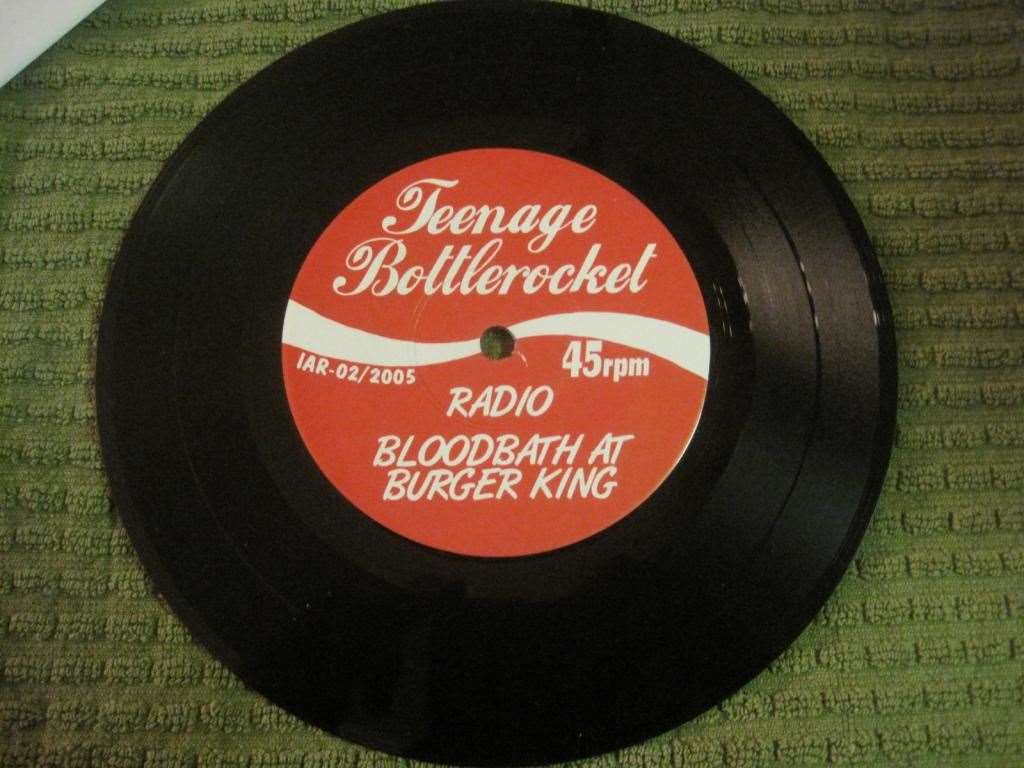 Teenage
Bottlerocket
IAR-02/2005
45rpm
RADIO
BLOODBATH AT
BURGER KING